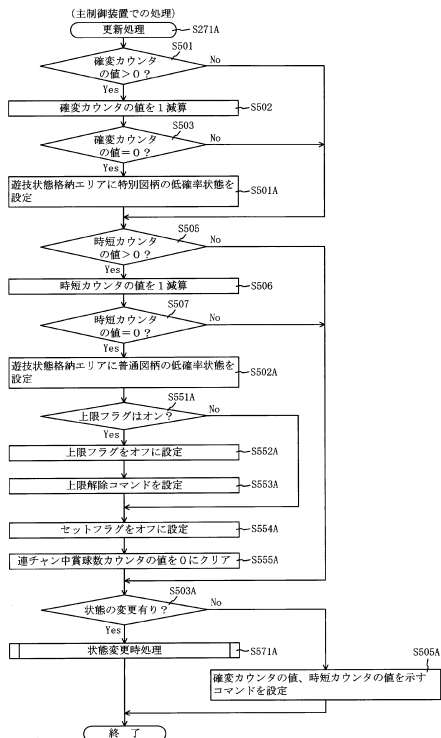 (主制御装置での処理)
更新処理
S271A
S501
確変カウンタ
の値>0?
No
Yes
確変カウンタの値を1減算
S502
S503
確変カウンタ
の値=0?
No
Yes
遊技状態格納エリアに特別図柄の低確率状態を
設定
S501A
S505
時短カウンタ
の値>0?
No
Yes
時短カウンタの値を1減算
S506
S507
時短カウンタ
の値=0?
No
Yes
遊技状態格納エリアに普通図柄の低確率状態を
設定
S502A
S551A
上限フラグはオン?
No
Yes
上限フラグをオフに設定
S552A
上限解除コマンドを設定
S553A
セットフラグをオフに設定
S554A
連チャン中賞球数カウンタの値を0にクリア
S555A
S503A
状態の変更有り?
No
Yes
状態変更時処理
S571A
S505A
確変カウンタの値、時短カウンタの値を示す
コマンドを設定
終 了